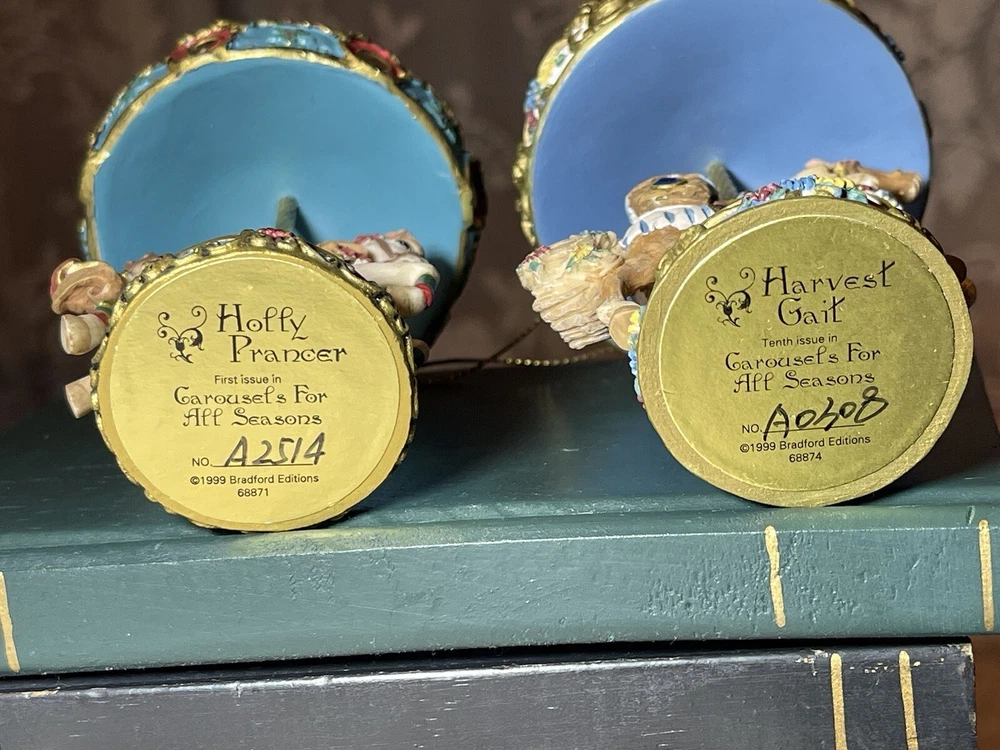 Holly
Prancer
First issue in
Carousels For
All Seasons
NO. A2514
©1999 Bradford Editions
68871
Harvest
Gait
Tenth issue in
Carousels For
All Seasons
NO. A0308
©1999 Bradford Editions
68874